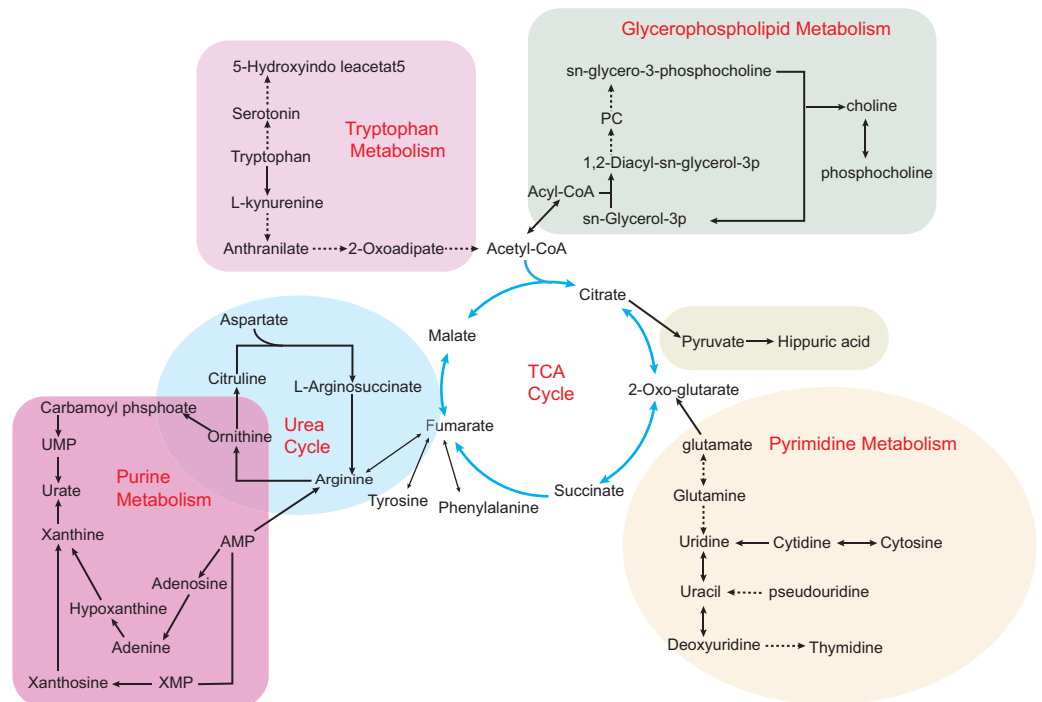 Glycerophospholipid Metabolism
sn-glycero-3-phosphocholine
choline
PC
1,2-Diacyl-sn-glycerol-3p
phosphocholine
Acyl-CoA
sn-Glycerol-3p
5-Hydroxyindo leacetat5
Serotonin
Tryptophan
Metabolism
Tryptophan
L-kynurenine
Anthranilate
2-Oxoadipate
Acetyl-CoA
Citrate
Malate
TCA
Cycle
Pyruvate
Hippuric acid
2-Oxo-glutarate
Fumarate
Succinate
Tyrosine
Phenylalanine
Aspartate
Citruline
L-Arginosuccinate
Urea
Cycle
Ornithine
Arginine
Carbamoyl phsphoate
UMP
Purine
Metabolism
Urate
Xanthine
AMP
Adenosine
Hypoxanthine
Adenine
Xanthosine
XMP
Pyrimidine Metabolism
glutamate
Glutamine
Uridine
Cytidine
Cytosine
Uracil
pseudouridine
Deoxyuridine
Thymidine